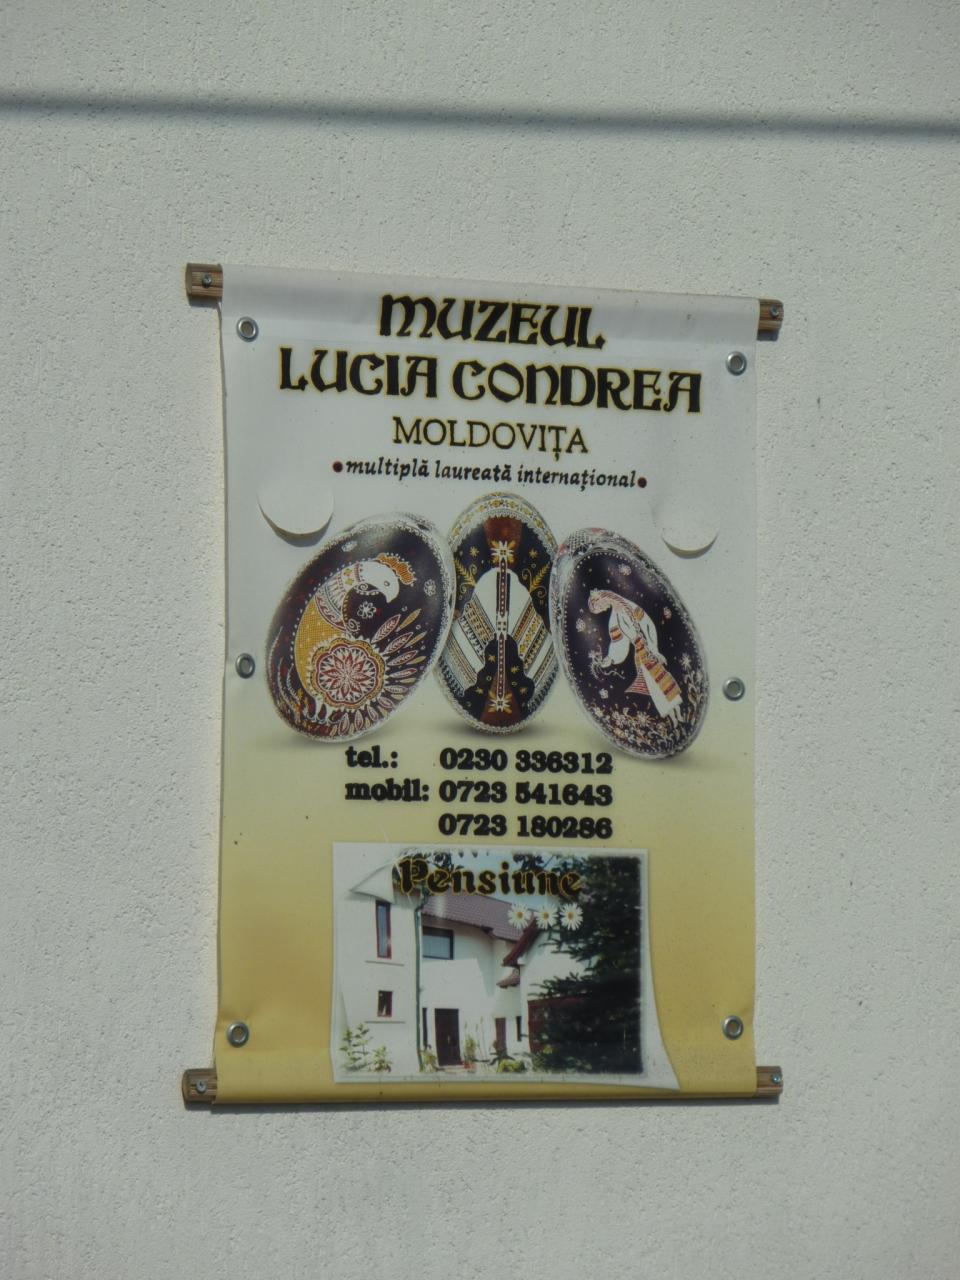 MUZEUL
LUCIA CONDREA
MOLDOVIȚA
•multiplă laureată internațional•
tel.: 0230 336312
mobil: 0723 541643
0723 180286
Pensiune